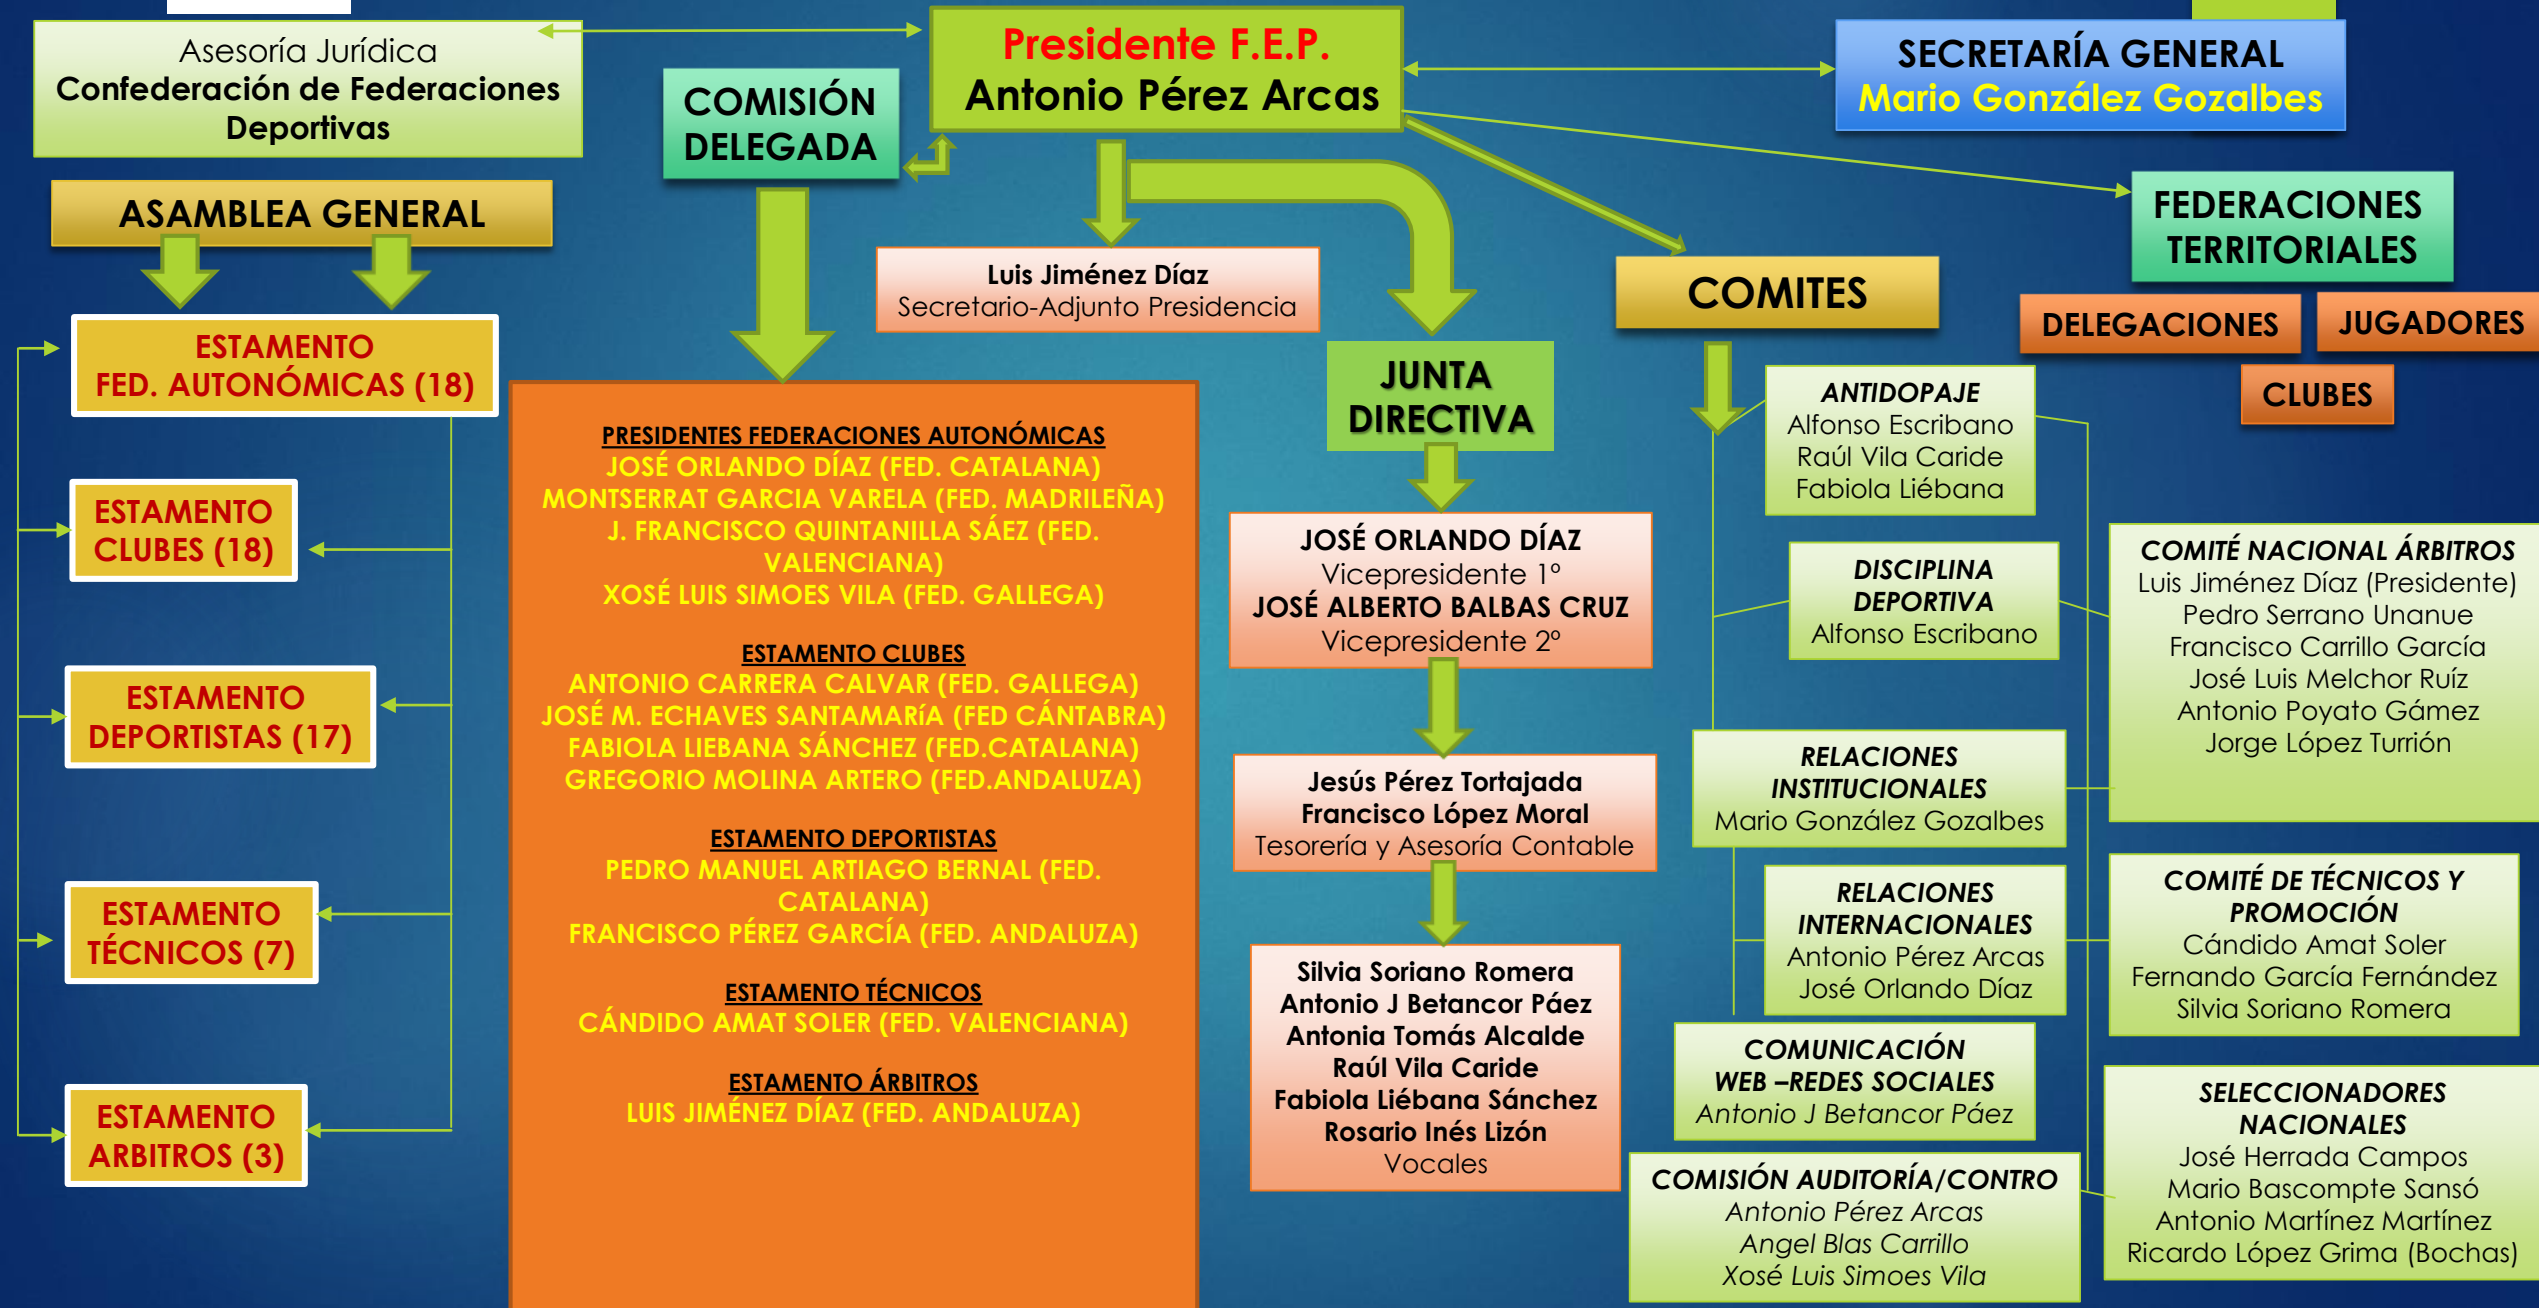 Asesoría Jurídica
Confederación de Federaciones
Deportivas
Presidente F.E.P.
Antonio Pérez Arcas
SECRETARÍA GENERAL
Mario González Gozalbes
COMISIÓN
DELEGADA
ASAMBLEA GENERAL
ESTAMENTO
FED. AUTONÓMICAS (18)
ESTAMENTO
CLUBES (18)
ESTAMENTO
DEPORTISTAS (17)
ESTAMENTO
TÉCNICOS (7)
ESTAMENTO
ARBITROS (3)
PRESIDENTES FEDERACIONES AUTONÓMICAS
JOSÉ ORLANDO DÍAZ (FED. CATALANA)
MONTSERRAT GARCIA VARELA (FED. MADRILEÑA)
J. FRANCISCO QUINTANILLA SÁEZ (FED.
VALENCIANA)
XOSÉ LUIS SIMOES VILA (FED. GALLEGA)
ESTAMENTO CLUBES
ANTONIO CARRERA CALVAR (FED. GALLEGA)
JOSÉ M. ECHAVES SANTAMARíA (FED CÁNTABRA)
FABIOLA LIEBANA SÁNCHEZ (FED.CATALANA)
GREGORIO MOLINA ARTERO (FED.ANDALUZA)
ESTAMENTO DEPORTISTAS
PEDRO MANUEL ARTIAGO BERNAL (FED.
CATALANA)
FRANCISCO PÉREZ GARCÍA (FED. ANDALUZA)
ESTAMENTO TÉCNICOS
CÁNDIDO AMAT SOLER (FED. VALENCIANA)
ESTAMENTO ÁRBITROS
LUIS JIMÉNEZ DÍAZ (FED. ANDALUZA)
Luis Jiménez Díaz
Secretario-Adjunto Presidencia
JUNTA
DIRECTIVA
JOSÉ ORLANDO DÍAZ
Vicepresidente 1º
JOSÉ ALBERTO BALBAS CRUZ
Vicepresidente 2º
Jesús Pérez Tortajada
Francisco López Moral
Tesorería y Asesoría Contable
Silvia Soriano Romera
Antonio J Betancor Páez
Antonia Tomás Alcalde
Raúl Vila Caride
Fabiola Liébana Sánchez
Rosario Inés Lizón
Vocales
COMITES
ANTIDOPAJE
Alfonso Escribano
Raúl Vila Caride
Fabiola Liébana
DISCIPLINA
DEPORTIVA
Alfonso Escribano
RELACIONES
INSTITUCIONALES
Mario González Gozalbes
RELACIONES
INTERNACIONALES
Antonio Pérez Arcas
José Orlando Díaz
COMUNICACIÓN
WEB –REDES SOCIALES
Antonio J Betancor Páez
COMISIÓN AUDITORÍA/CONTRO
Antonio Pérez Arcas
Angel Blas Carrillo
Xosé Luis Simoes Vila
FEDERACIONES
TERRITORIALES
DELEGACIONES
JUGADORES
CLUBES
COMITÉ NACIONAL ÁRBITROS
Luis Jiménez Díaz (Presidente)
Pedro Serrano Unanue
Francisco Carrillo García
José Luis Melchor Ruíz
Antonio Poyato Gámez
Jorge López Turrión
COMITÉ DE TÉCNICOS Y
PROMOCIÓN
Cándido Amat Soler
Fernando García Fernández
Silvia Soriano Romera
SELECCIONADORES
NACIONALES
José Herrada Campos
Mario Bascompte Sansó
Antonio Martínez Martínez
Ricardo López Grima (Bochas)